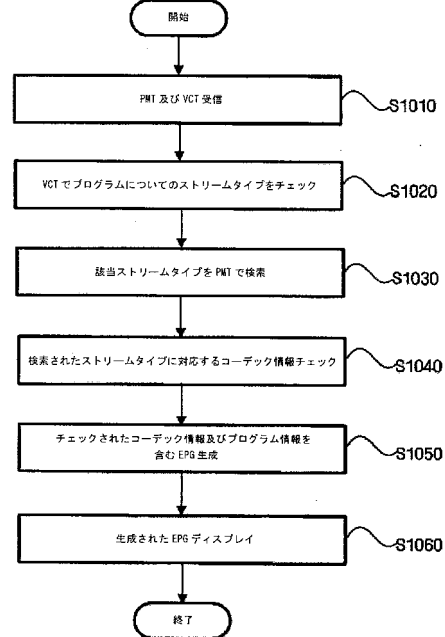 開始
PMT 及び VCT 受信
S1010
VCT でプログラムについてのストリームタイプをチェック
S1020
該当ストリームタイプを PMT で検索
S1030
検索されたストリームタイプに対応するコーデック情報チェック
S1040
チェックされたコーデック情報及びプログラム情報を
含む EPG 生成
S1050
生成された EPG ディスプレイ
S1060
終了